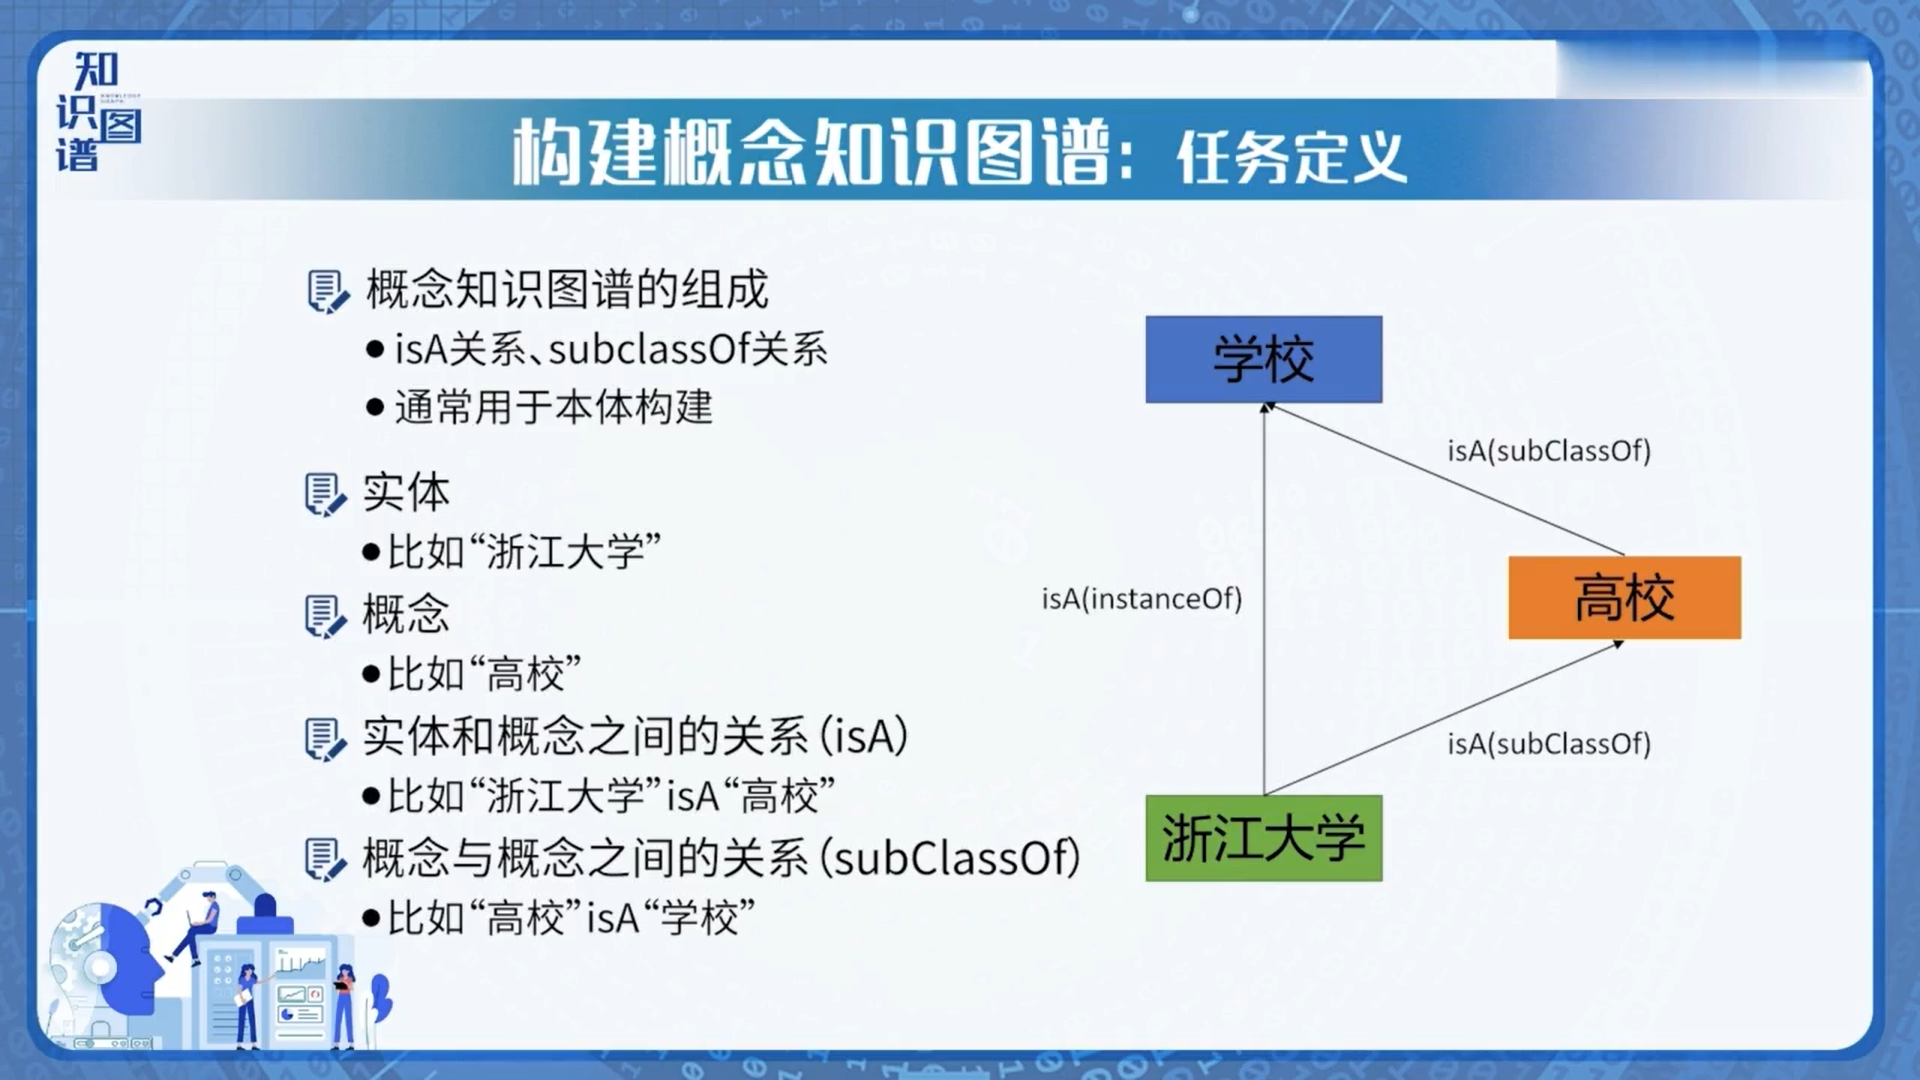 知识图谱
KNOWLEDGE GRAPH
构建概念知识图谱：任务定义
概念知识图谱的组成
●isA关系、subclassOf关系
●通常用于本体构建
实体
●比如“浙江大学”
概念
●比如“高校”
实体和概念之间的关系（isA）
●比如“浙江大学”isA“高校”
概念与概念之间的关系（subClassOf）
●比如“高校”isA“学校”
学校
isA(subClassOf)
isA(instanceOf)
高校
isA(subClassOf)
浙江大学